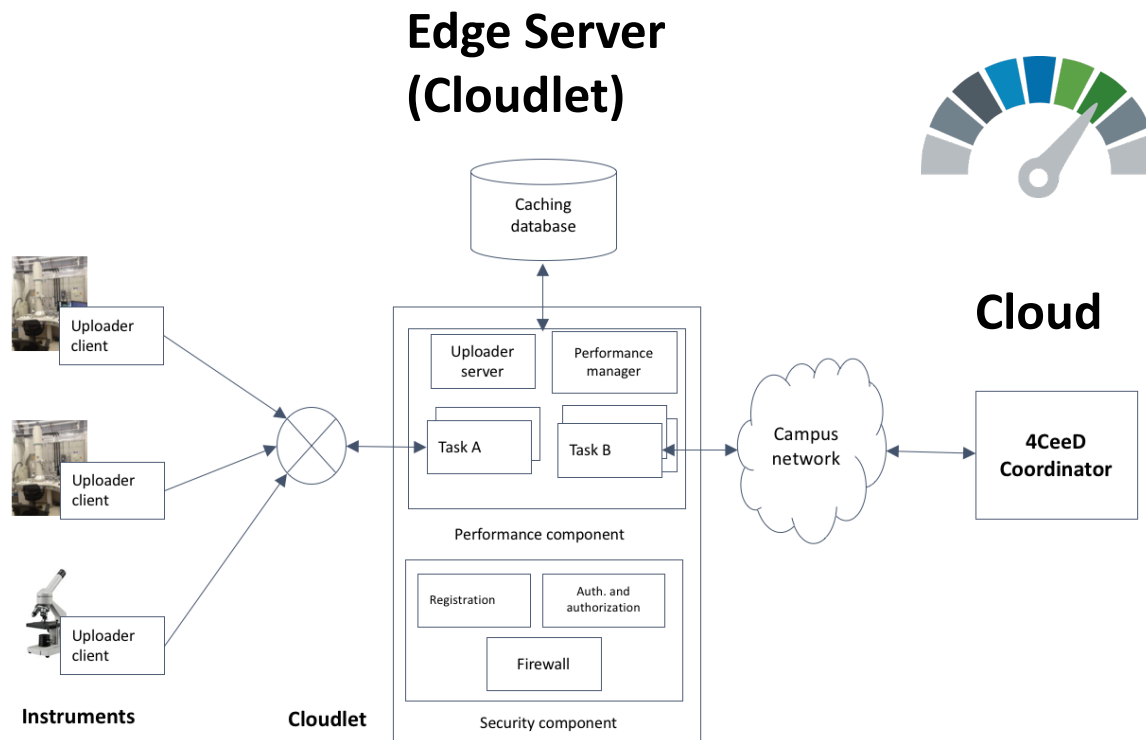 Edge Server
(Cloudlet)
Caching
database
Cloud
Uploader
client
Uploader
server
Performance
manager
Task A
Task B
Campus
network
4CeeD
Coordinator
Uploader
client
Performance component
Registration
Auth. and
authorization
Uploader
client
Firewall
Instruments
Cloudlet
Security component